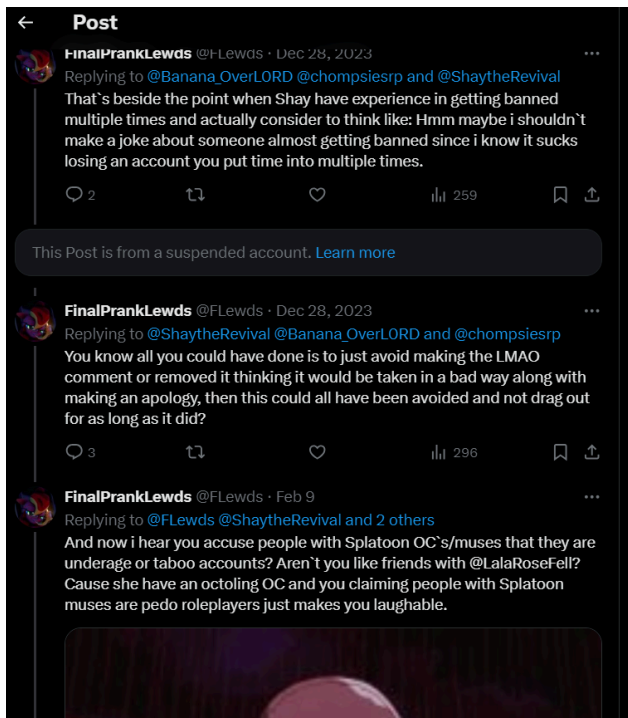 Post
FinalPrankLewds @FLewds · Dec 28, 2023
Replying to @Banana_OverL0RD @chompsiesrp and @ShaytheRevival
That`s beside the point when Shay have experience in getting banned
multiple times and actually consider to think like: Hmm maybe i shouldn`t
make a joke about someone almost getting banned since i know it sucks
losing an account you put time into multiple times.
2 259
This Post is from a suspended account. Learn more
FinalPrankLewds @FLewds · Dec 28, 2023
Replying to @ShaytheRevival @Banana_OverL0RD and @chompsiesrp
You know all you could have done is to just avoid making the LMAO
comment or removed it thinking it would be taken in a bad way along with
making an apology, then this could all have been avoided and not drag out
for as long as it did?
3 296
FinalPrankLewds @FLewds · Feb 9
Replying to @FLewds @ShaytheRevival and 2 others
And now i hear you accuse people with Splatoon OC`s/muses that they are
underage or taboo accounts? Aren`t you like friends with @LalaRoseFell?
Cause she have an octoling OC and you claiming people with Splatoon
muses are pedo roleplayers just makes you laughable.